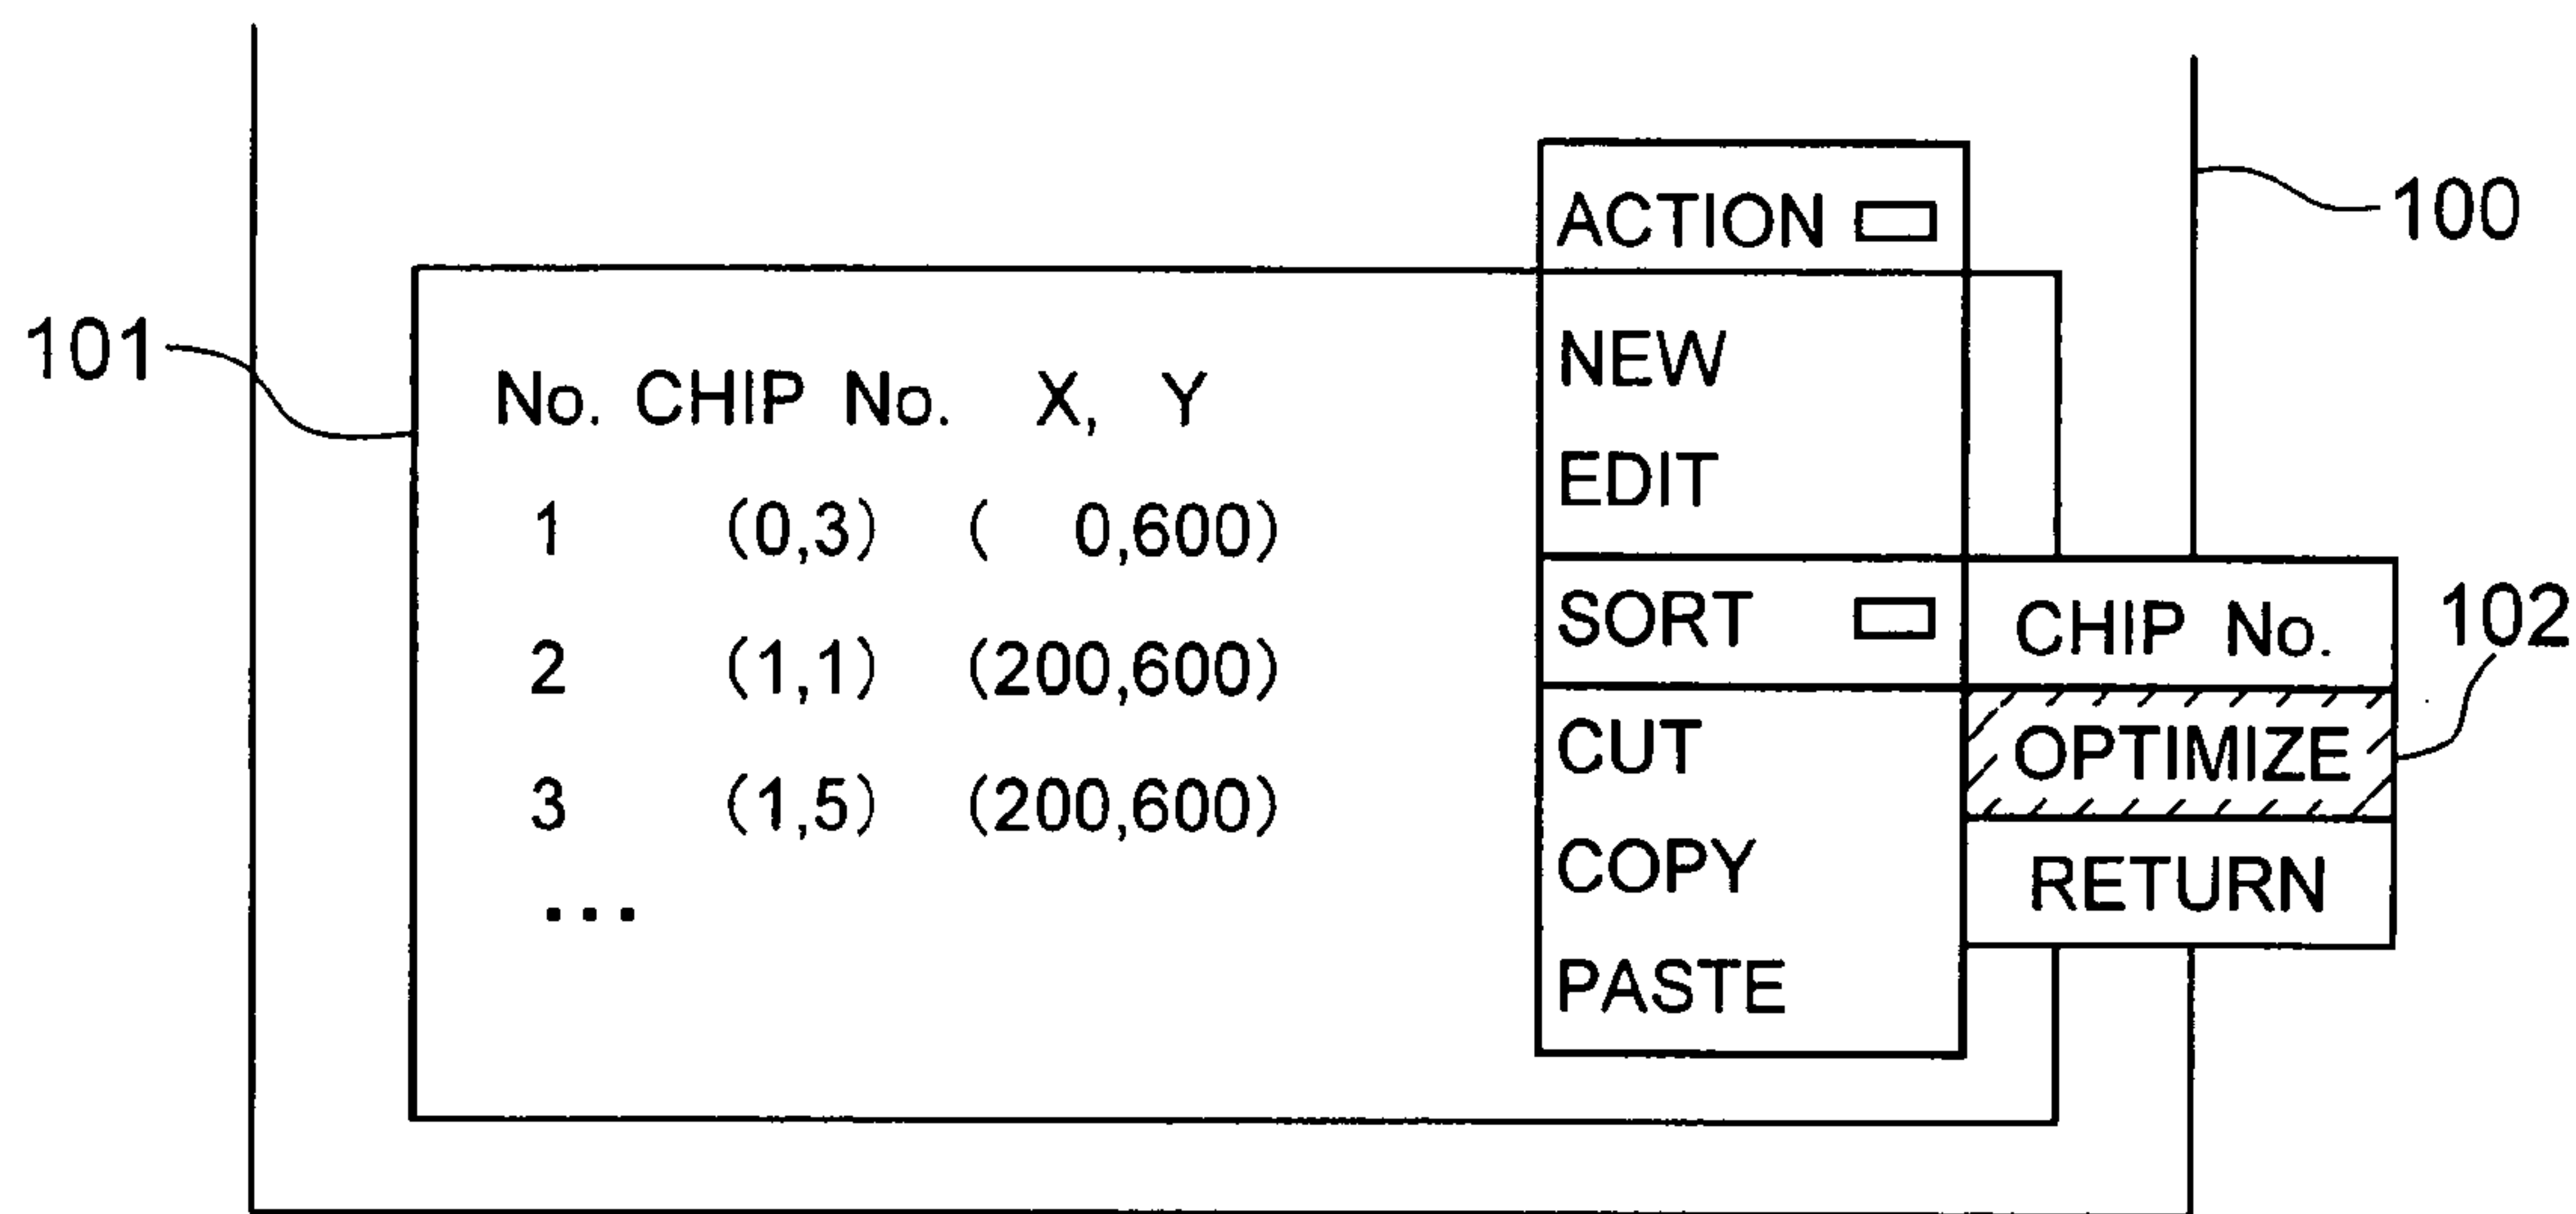 100
101
No. CHIP No. X, Y
1 (0,3) ( 0,600)
2 (1,1) (200,600)
3 (1,5) (200,600)
...
ACTION
NEW
EDIT
SORT
CUT
COPY
PASTE
CHIP No.
OPTIMIZE
RETURN
102